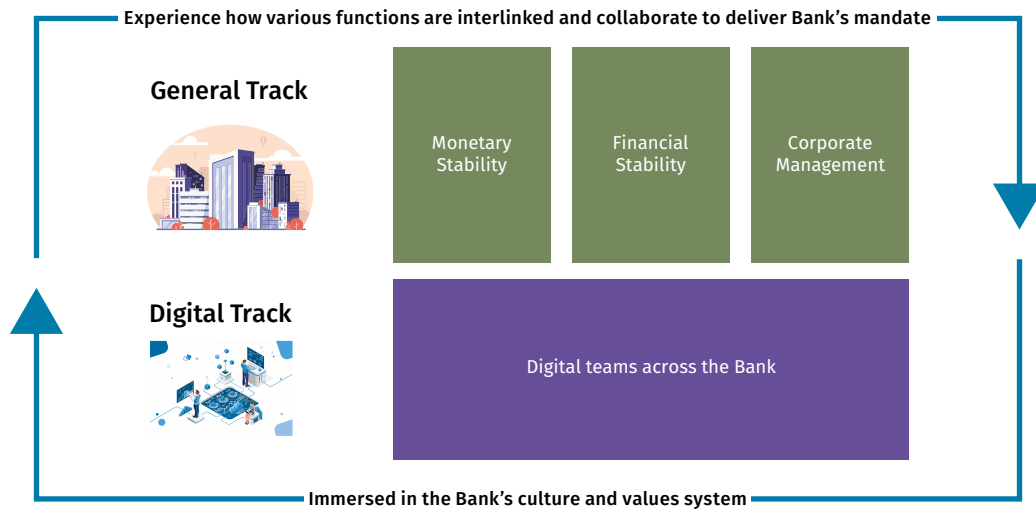 Experience how various functions are interlinked and collaborate to deliver Bank’s mandate
General Track
Monetary
Stability
Financial
Stability
Corporate
Management
Digital Track
Digital teams across the Bank
Immersed in the Bank’s culture and values system